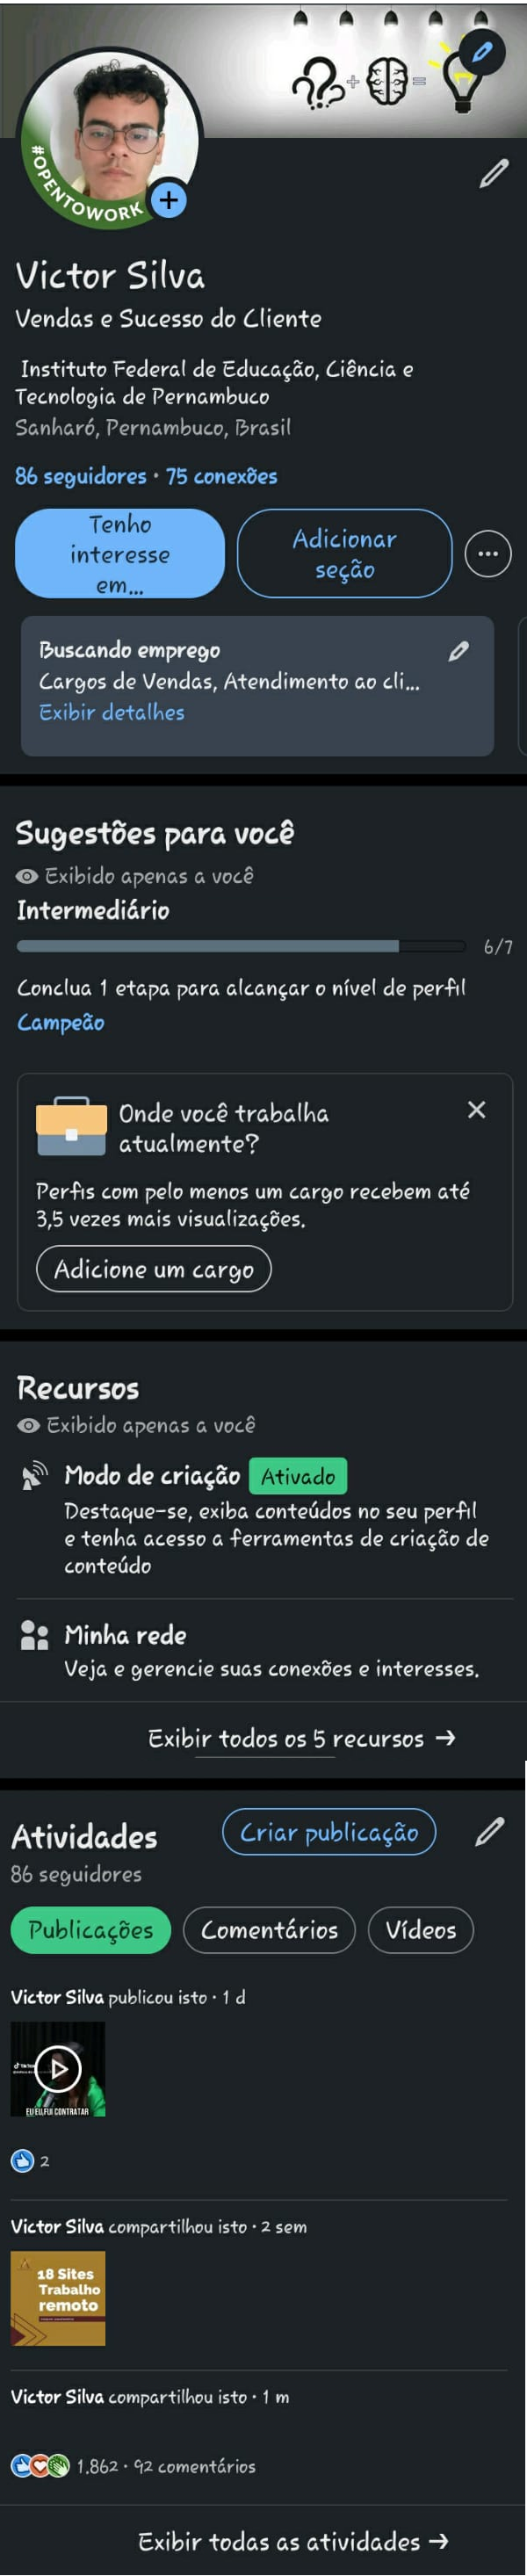 #OPENTOWORK
Victor Silva
Vendas e Sucesso do Cliente
Instituto Federal de Educação, Ciência e
Tecnologia de Pernambuco
Sanharó, Pernambuco, Brasil
86 seguidores · 75 conexões
Tenho
interesse
em...
Adicionar
seção
Buscando emprego
Cargos de Vendas, Atendimento ao cli...
Exibir detalhes
Sugestões para você
Exibido apenas a você
Intermediário
6/7
Conclua 1 etapa para alcançar o nível de perfil
Campeão
Onde você trabalha
atualmente?
Perfis com pelo menos um cargo recebem até
3,5 vezes mais visualizações.
Adicione um cargo
Recursos
Exibido apenas a você
Modo de criação Ativado
Destaque-se, exiba conteúdos no seu perfil
e tenha acesso a ferramentas de criação de
conteúdo
Minha rede
Veja e gerencie suas conexões e interesses.
Exibir todos os 5 recursos →
Atividades
Criar publicação
86 seguidores
Publicações
Comentários
Vídeos
Victor Silva publicou isto · 1 d
TikTok
EU FUI CONTRATAR
2
Victor Silva compartilhou isto · 2 sem
18 Sites
Trabalho
remoto
Victor Silva compartilhou isto · 1 m
1.862 · 92 comentários
Exibir todas as atividades →